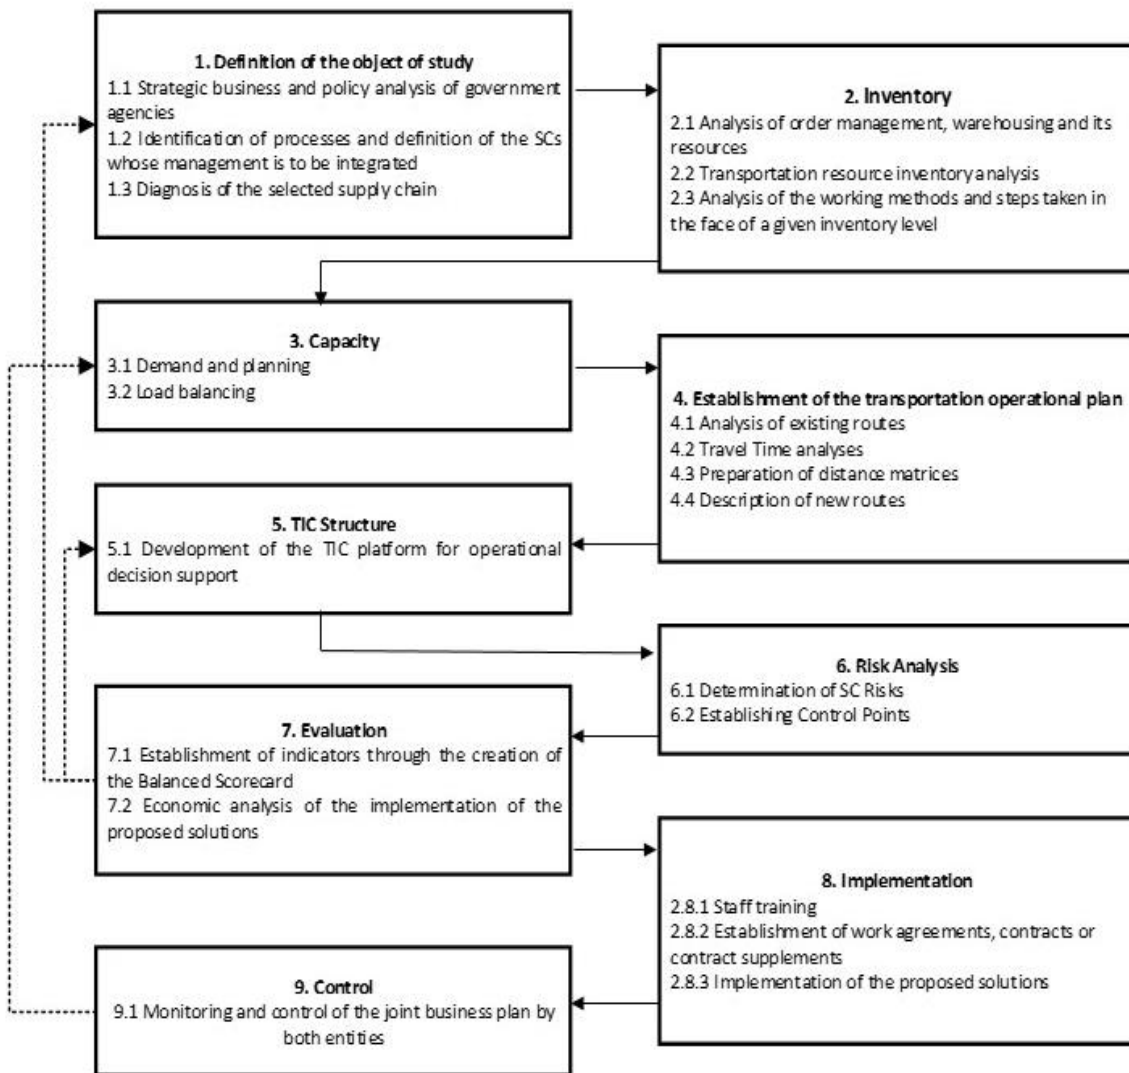 1. Definition of the object of study
1.1 Strategic business and policy analysis of government
agencies
1.2 Identification of processes and definition of the SCs
whose management is to be integrated
1.3 Diagnosis of the selected supply chain
2. Inventory
2.1 Analysis of order management, warehousing and its
resources
2.2 Transportation resource inventory analysis
2.3 Analysis of the working methods and steps taken in
the face of a given inventory level
3. Capacity
3.1 Demand and planning
3.2 Load balancing
4. Establishment of the transportation operational plan
4.1 Analysis of existing routes
4.2 Travel Time analyses
4.3 Preparation of distance matrices
4.4 Description of new routes
5. TIC Structure
5.1 Development of the TIC platform for operational
decision support
6. Risk Analysis
6.1 Determination of SC Risks
6.2 Establishing Control Points
7. Evaluation
7.1 Establishment of indicators through the creation of
the Balanced Scorecard
7.2 Economic analysis of the implementation of the
proposed solutions
8. Implementation
2.8.1 Staff training
2.8.2 Establishment of work agreements, contracts or
contract supplements
2.8.3 Implementation of the proposed solutions
9. Control
9.1 Monitoring and control of the joint business plan by
both entities